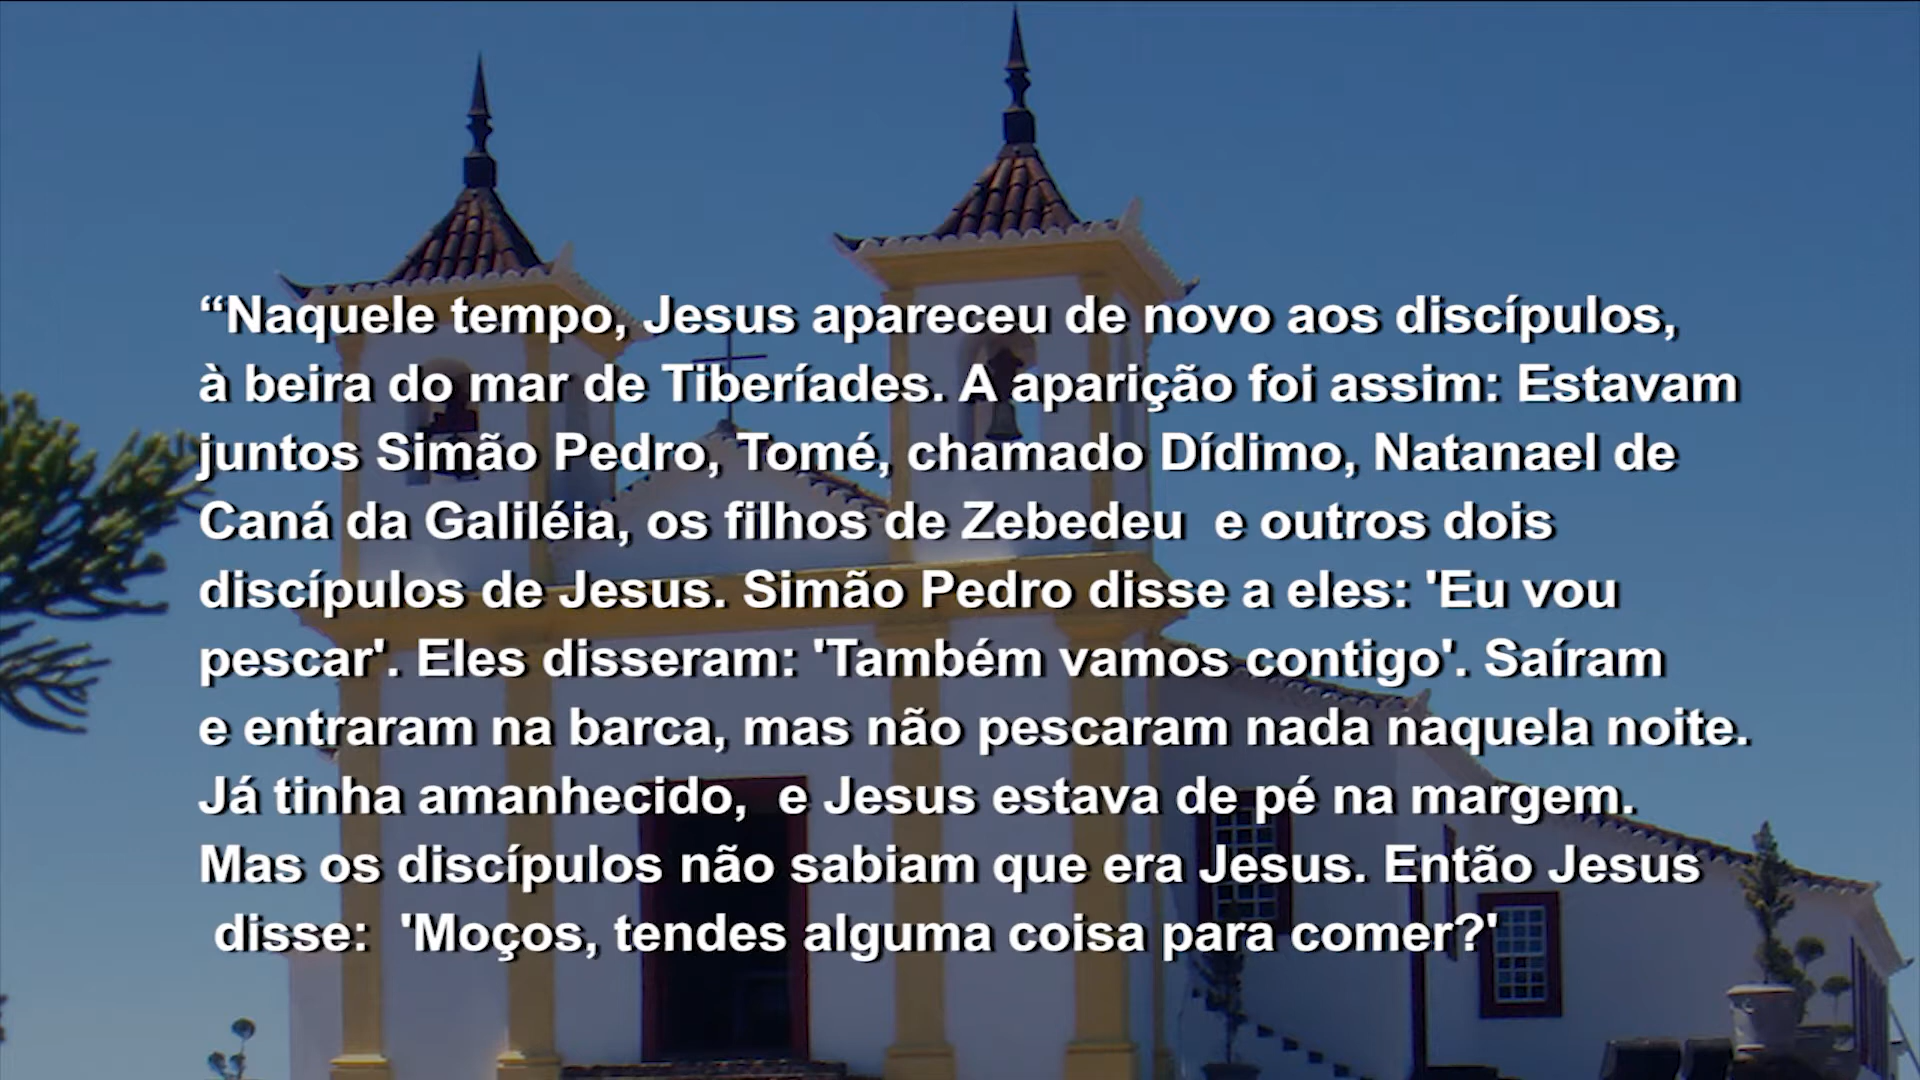 “Naquele tempo, Jesus apareceu de novo aos discípulos,
à beira do mar de Tiberíades. A aparição foi assim: Estavam
juntos Simão Pedro, Tomé, chamado Dídimo, Natanael de
Caná da Galiléia, os filhos de Zebedeu  e outros dois
discípulos de Jesus. Simão Pedro disse a eles: 'Eu vou
pescar'. Eles disseram: 'Também vamos contigo'. Saíram
e entraram na barca, mas não pescaram nada naquela noite.
Já tinha amanhecido,  e Jesus estava de pé na margem.
Mas os discípulos não sabiam que era Jesus. Então Jesus
disse:  'Moços, tendes alguma coisa para comer?'